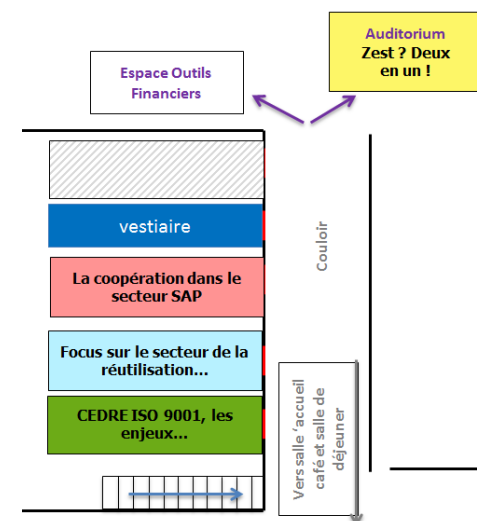 Auditorium
Zest ? Deux
en un !
Espace Outils
Financiers
vestiaire
Couloir
La coopération dans le
secteur SAP
Focus sur le secteur de la
réutilisation...
CEDRE ISO 9001, les
enjeux...
Vers salle ‘accueil
café et salle de
déjeuner